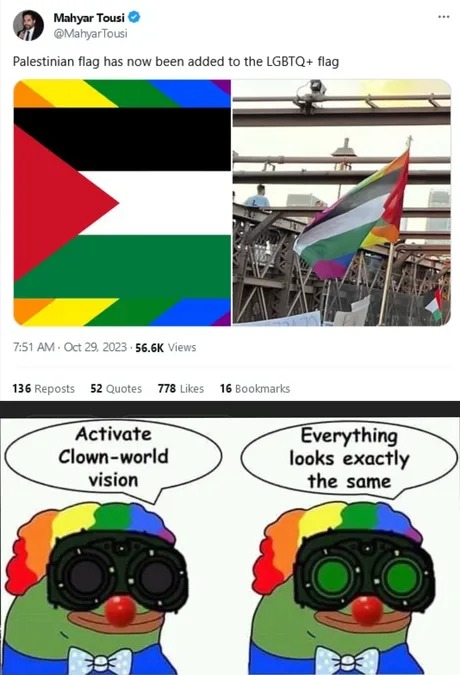 Mahyar Tousi
@MahyarTousi
Palestinian flag has now been added to the LGBTQ+ flag
7:51 AM · Oct 29, 2023 · 56.6K Views
136 Reposts 52 Quotes 778 Likes 16 Bookmarks
Activate
Clown-world
vision
Everything
looks exactly
the same